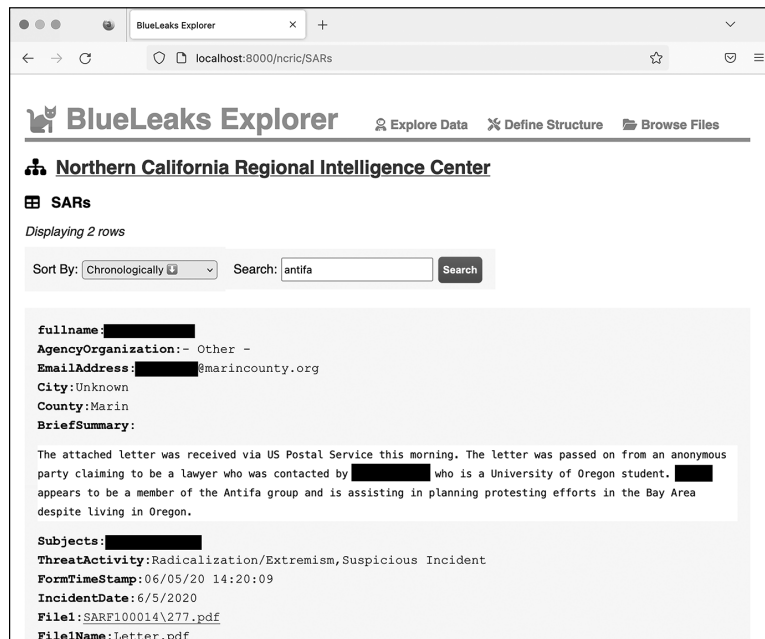 BlueLeaks Explorer
localhost:8000/ncric/SARs
BlueLeaks Explorer
Explore Data
Define Structure
Browse Files
Northern California Regional Intelligence Center
SARs
Displaying 2 rows
Sort By: Chronologically
Search: antifa
Search
fullname:
AgencyOrganization:- Other -
EmailAddress: @marincounty.org
City:Unknown
County:Marin
BriefSummary:
The attached letter was received via US Postal Service this morning. The letter was passed on from an anonymous
party claiming to be a lawyer who was contacted by who is a University of Oregon student.
appears to be a member of the Antifa group and is assisting in planning protesting efforts in the Bay Area
despite living in Oregon.
Subjects:
ThreatActivity:Radicalization/Extremism,Suspicious Incident
FormTimeStamp:06/05/20 14:20:09
IncidentDate:6/5/2020
File1:SARF100014\277.pdf
File1Name:Letter.pdf